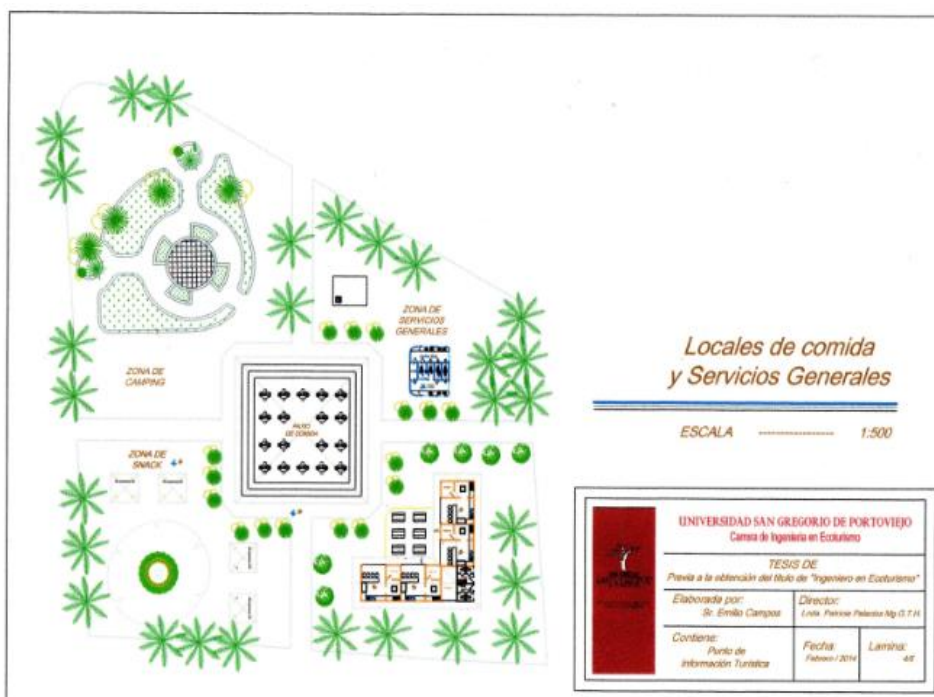 ZONA DE
SERVICIOS
GENERALES
ZONA DE
CAMPING
PATIO
DE COMIDA
ZONA DE
SNACK
Locales de comida
y Servicios Generales
ESCALA ------------------ 1:500
UNIVERSIDAD SAN GREGORIO DE PORTOVIEJO
Carrera de Ingeniería en Ecoturismo
TESIS DE
Previa a la obtención del título de "Ingeniero en Ecoturismo"
Elaborada por:
Sr. Emilio Campos
Director:
Mg.G.T.H.
Contiene:
Punto de
Información Turística
Fecha:
Febrero / 2014
Lamina: